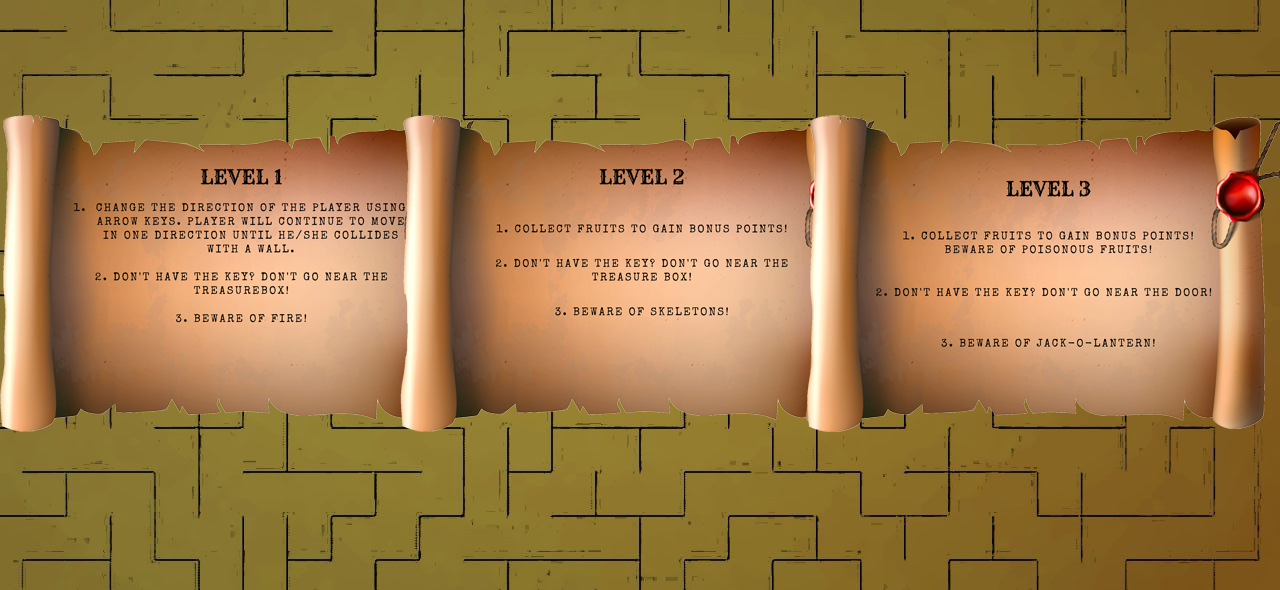 LEVEL 1
1. CHANGE THE DIRECTION OF THE PLAYER USING
ARROW KEYS. PLAYER WILL CONTINUE TO MOVE
IN ONE DIRECTION UNTIL HE/SHE COLLIDES
WITH A WALL.
2. DON'T HAVE THE KEY? DON'T GO NEAR THE
TREASUREBOX!
3. BEWARE OF FIRE!
LEVEL 2
1. COLLECT FRUITS TO GAIN BONUS POINTS!
2. DON'T HAVE THE KEY? DON'T GO NEAR THE
TREASURE BOX!
3. BEWARE OF SKELETONS!
LEVEL 3
1. COLLECT FRUITS TO GAIN BONUS POINTS!
BEWARE OF POISONOUS FRUITS!
2. DON'T HAVE THE KEY? DON'T GO NEAR THE DOOR!
3. BEWARE OF JACK-O-LANTERN!